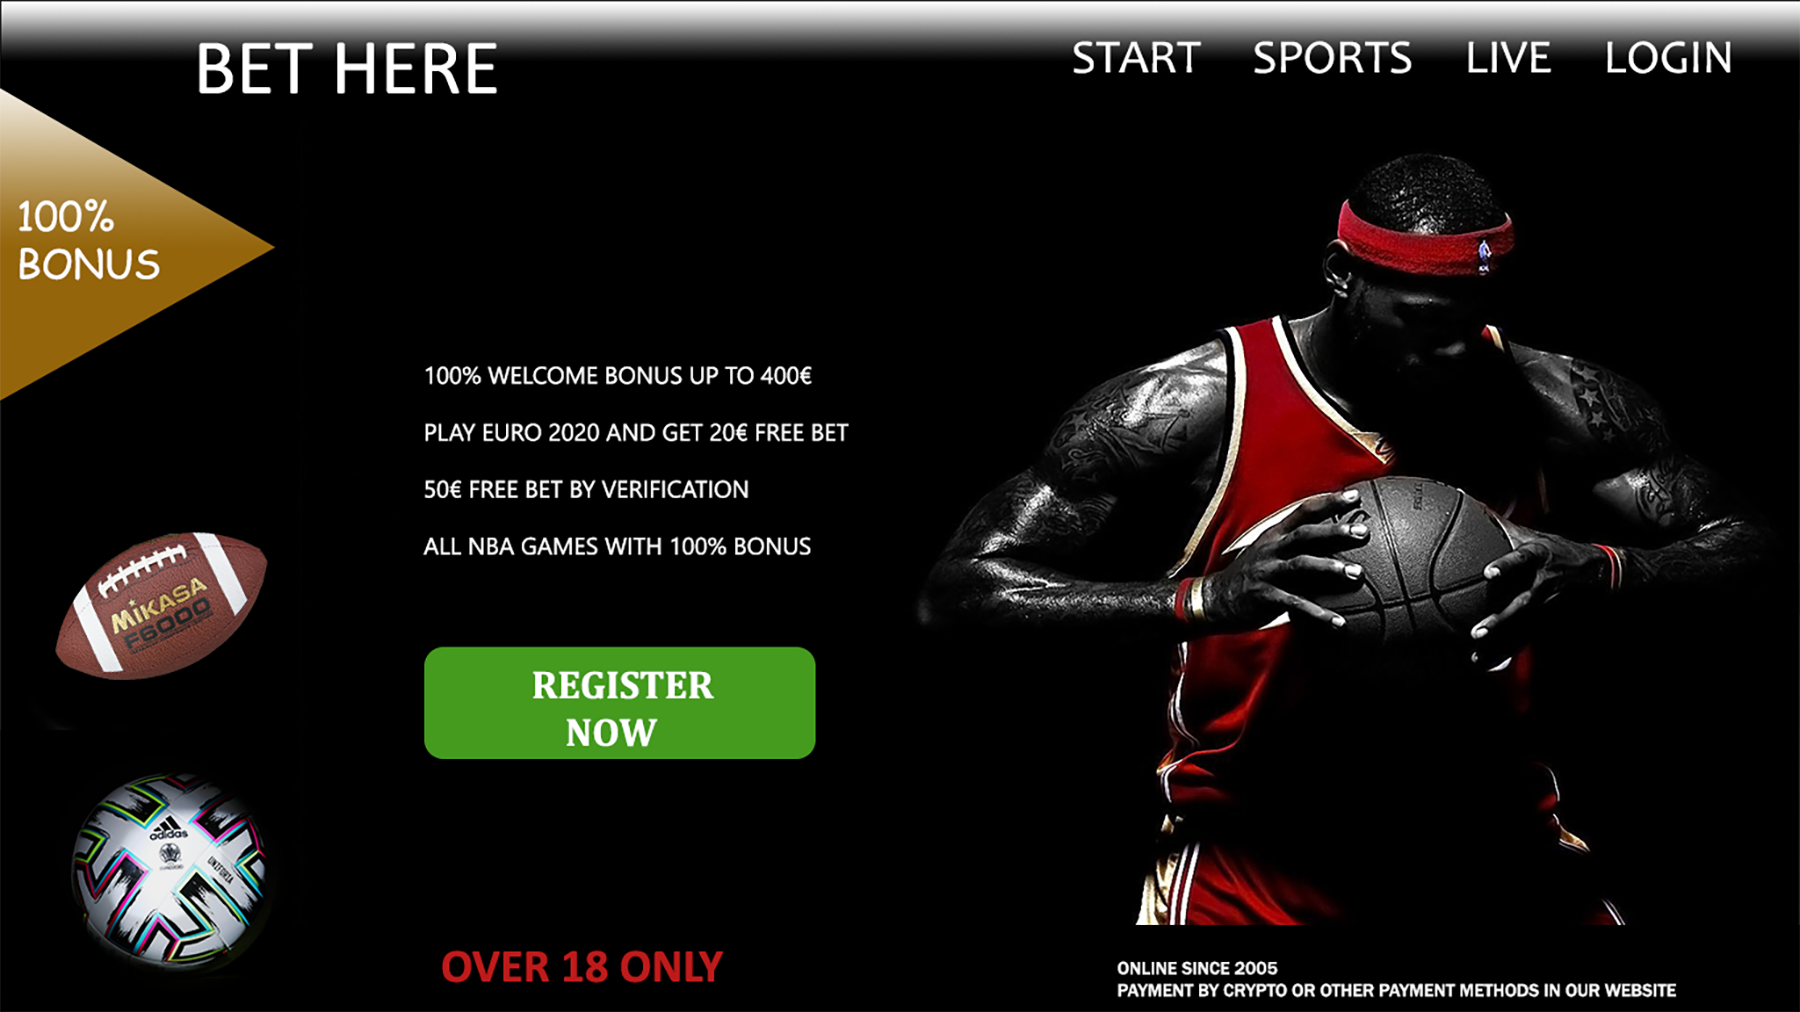 BET HERE
START SPORTS LIVE LOGIN
100%
BONUS
100% WELCOME BONUS UP TO 400€
PLAY EURO 2020 AND GET 20€ FREE BET
50€ FREE BET BY VERIFICATION
ALL NBA GAMES WITH 100% BONUS
MiKASA
F6000
REGISTER
NOW
adidas
UNIFORIA
OVER 18 ONLY
ONLINE SINCE 2005
PAYMENT BY CRYPTO OR OTHER PAYMENT METHODS IN OUR WEBSITE